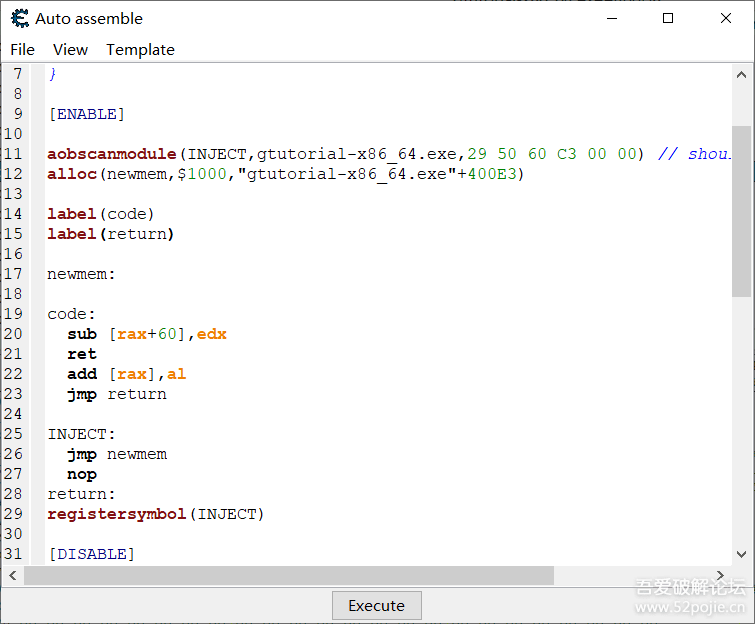 Auto assemble
File View Template
7 }
8
9 [ENABLE]
10
11 aobscanmodule(INJECT,gtutorial-x86_64.exe,29 50 60 C3 00 00) //
12 alloc(newmem,$1000,"gtutorial-x86_64.exe"+400E3)
13
14 label(code)
15 label(return)
16
17 newmem:
18
19 code:
20 sub [rax+60],edx
21 ret
22 add [rax],al
23 jmp return
24
25 INJECT:
26 jmp newmem
27 nop
28 return:
29 registersymbol(INJECT)
30
31 [DISABLE]
Execute
吾爱破解论坛
www.52pojie.cn